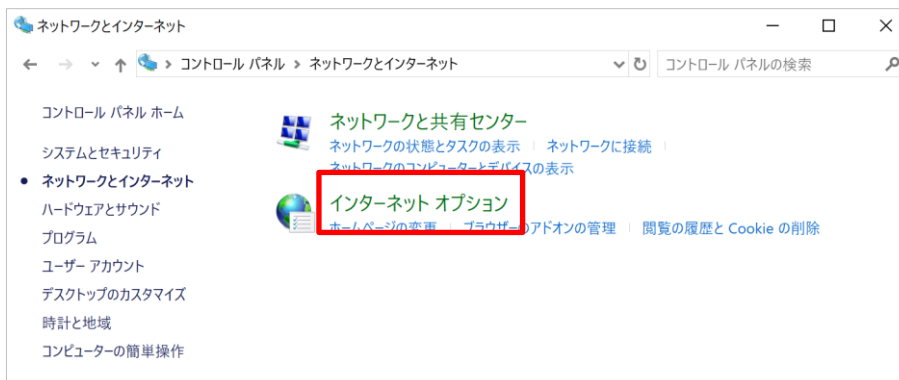 ネットワークとインターネット
コントロール パネル › ネットワークとインターネット
コントロール パネルの検索
コントロール パネル ホーム
システムとセキュリティ
ネットワークとインターネット
ハードウェアとサウンド
プログラム
ユーザー アカウント
デスクトップのカスタマイズ
時計と地域
コンピューターの簡単操作
ネットワークと共有センター
ネットワークの状態とタスクの表示
ネットワークに接続
ネットワークのコンピューターとデバイスの表示
インターネット オプション
ホームページの変更
ブラウザーのアドオンの管理
閲覧の履歴と Cookie の削除